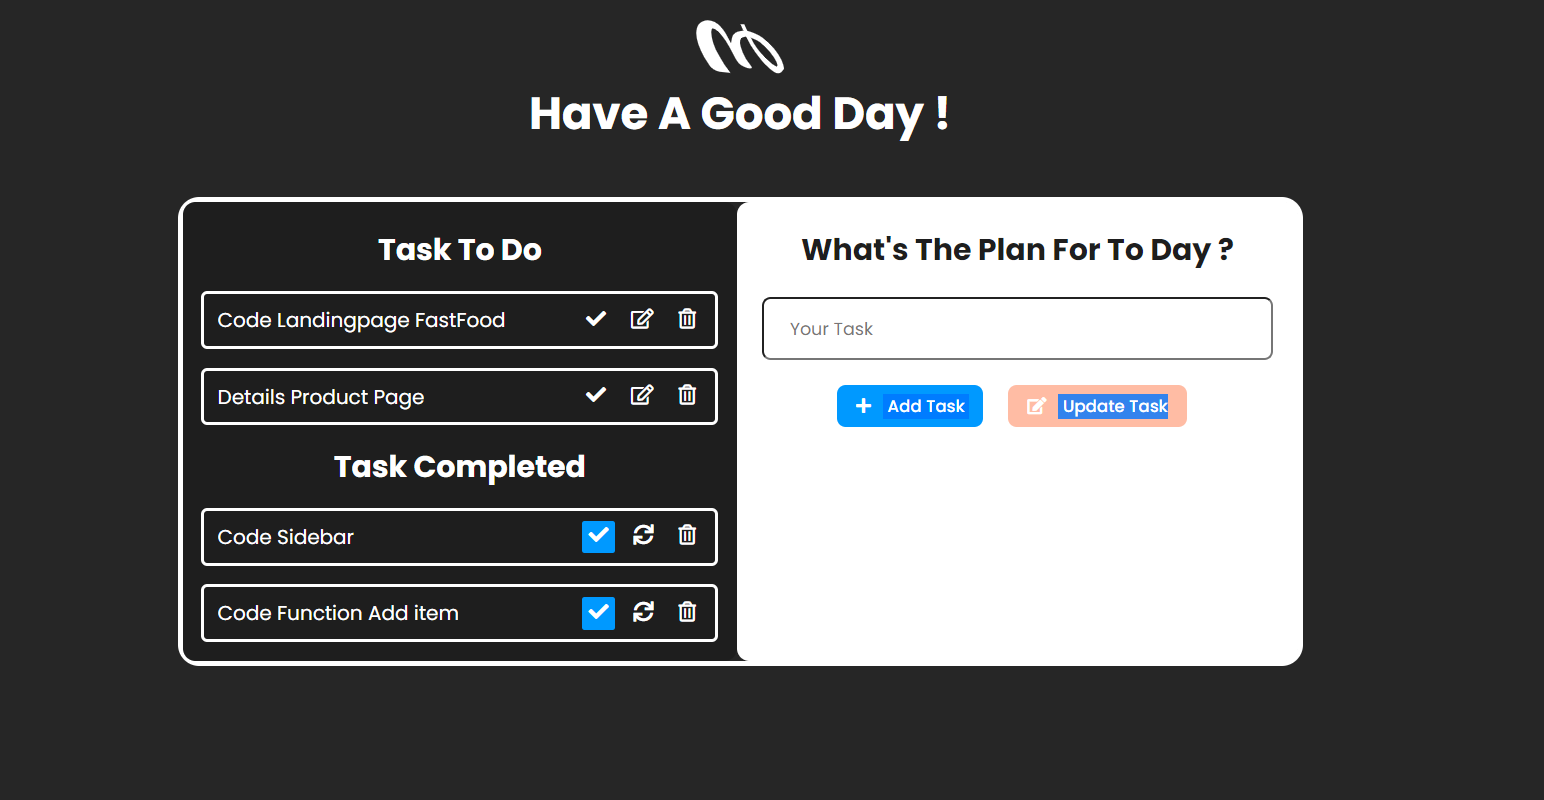 Have A Good Day !
Task To Do
Code Landingpage FastFood
Details Product Page
Task Completed
Code Sidebar
Code Function Add item
What's The Plan For To Day ?
Your Task
Add Task
Update Task